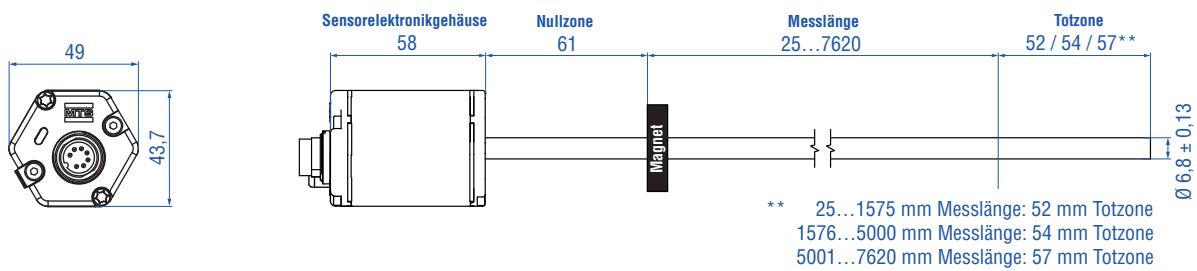 Sensorelektronikgehäuse Nullzone Messlänge Totzone
49 58 61 25...7620 52 / 54 / 57**
MTS
43,7
Magnet
Ø 6,8 ± 0,13
** 25...1575 mm Messlänge: 52 mm Totzone
1576...5000 mm Messlänge: 54 mm Totzone
5001...7620 mm Messlänge: 57 mm Totzone